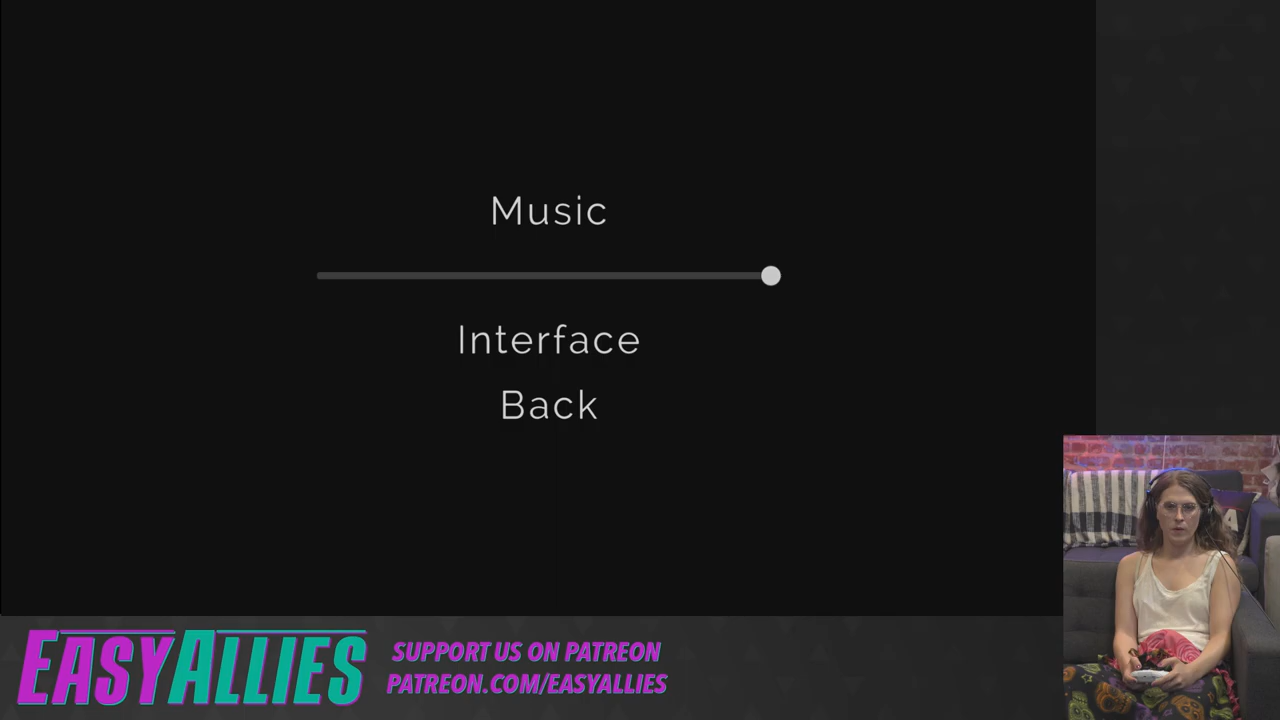 Music
Interface
Back
EASYALLIES
SUPPORT US ON PATREON
PATREON.COM/EASYALLIES